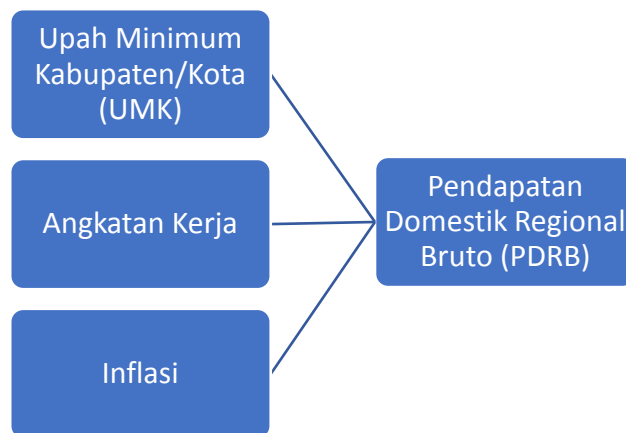 Upah Minimum
Kabupaten/Kota
(UMK)
Angkatan Kerja
Inflasi
Pendapatan
Domestik Regional
Bruto (PDRB)